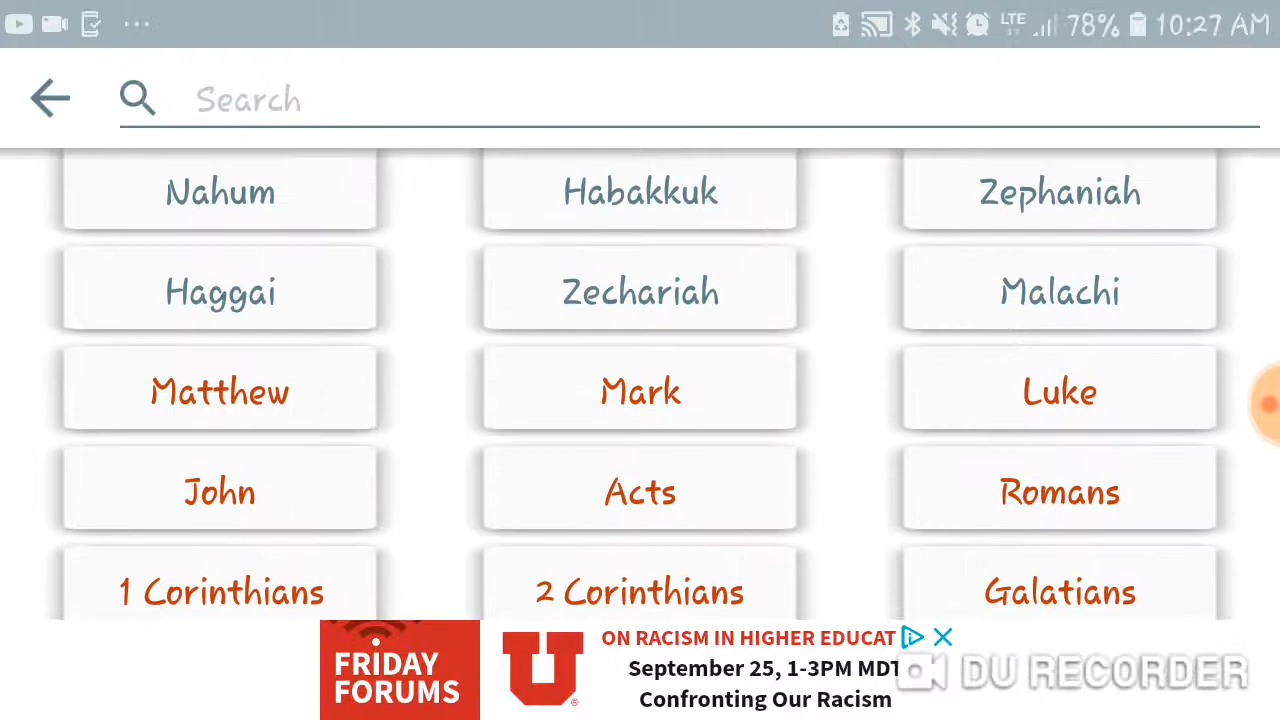 LTE 78% 10:27 AM
Search
Nahum Habakkuk Zephaniah
Haggai Zechariah Malachi
Matthew Mark Luke
John Acts Romans
1 Corinthians 2 Corinthians Galatians
FRIDAY
FORUMS
U
ON RACISM IN HIGHER EDUCAT
September 25, 1-3PM MDT
Confronting Our Racism
DU RECORDER